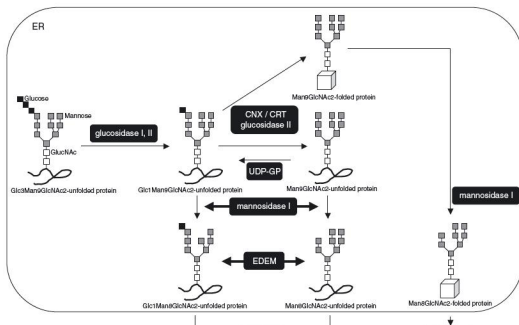 ER
Glucose
Mannose
GlucNAc
Glc3Man9GlcNAc2-unfolded protein
glucosidase I, II
Glc1Man9GlcNAc2-unfolded protein
CNX / CRT
glucosidase II
UDP-GP
Man9GlcNAc2-folded protein
Man9GlcNAc2-unfolded protein
mannosidase I
mannosidase I
EDEM
Glc1Man8GlcNAc2-unfolded protein
Man8GlcNAc2-unfolded protein
Man8GlcNAc2-folded protein